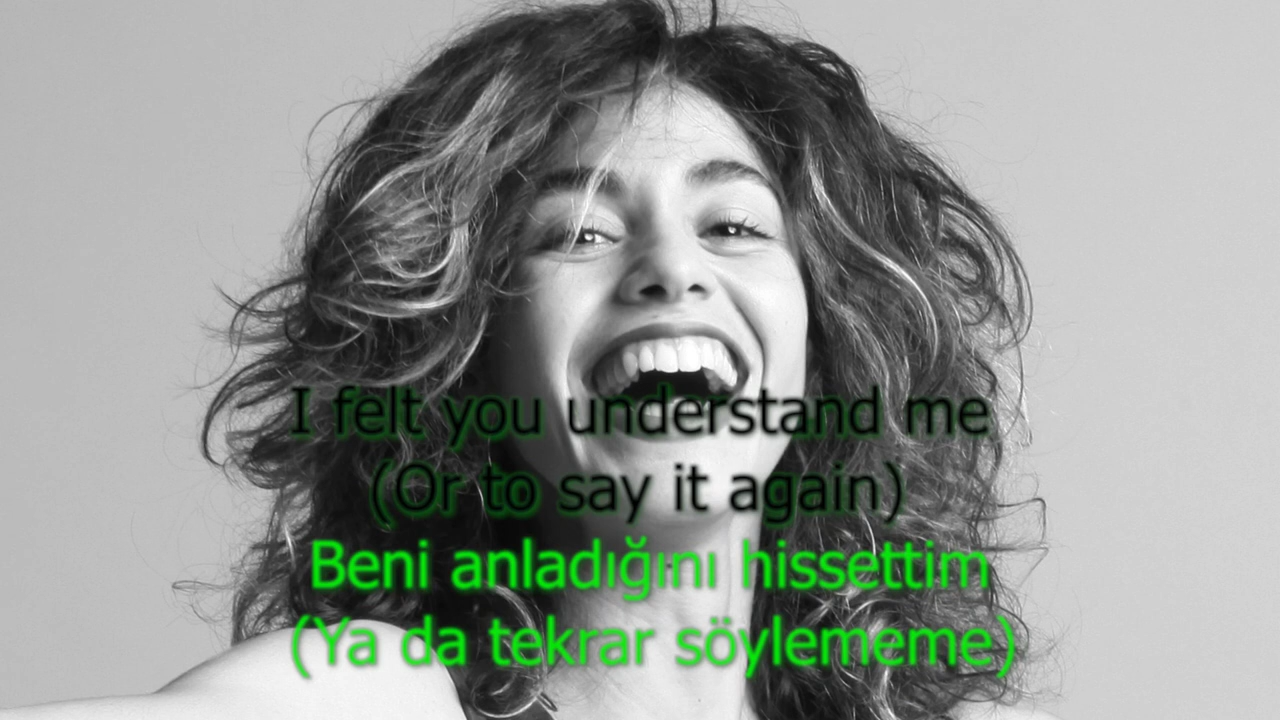 I felt you understand me
(Or to say it again)
Beni anladığını hissettim
(Ya da tekrar söylememe)